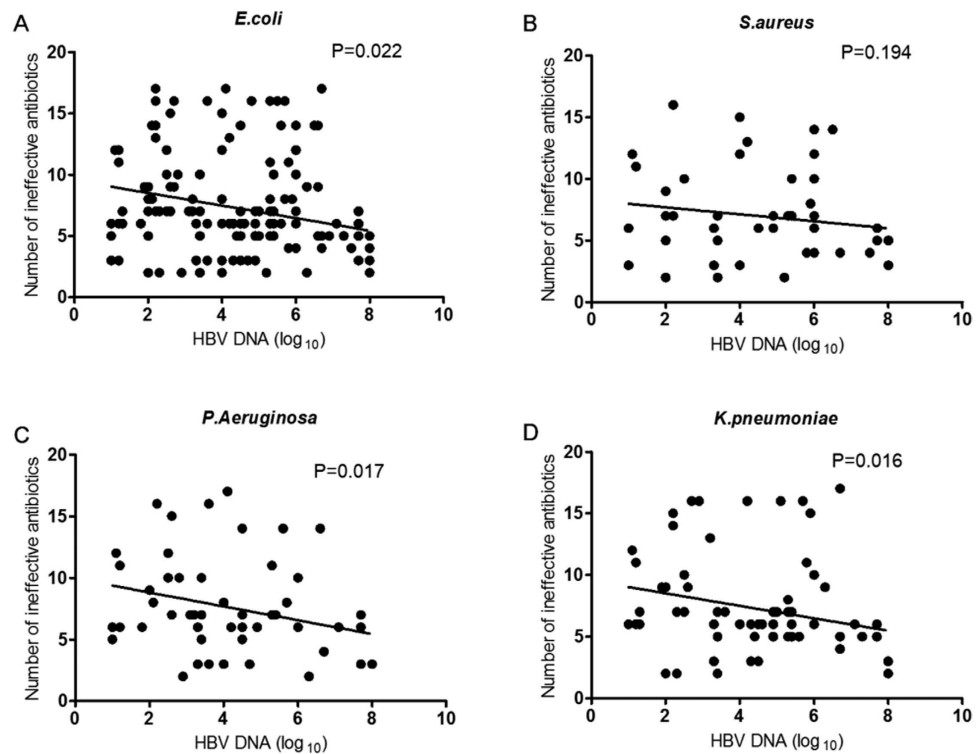 A
E.coli
P=0.022
Number of ineffective antibiotics
20
15
10
5
0
0 2 4 6 8 10
HBV DNA (log10)
B
S.aureus
P=0.194
Number of ineffective antibiotics
20
15
10
5
0
0 2 4 6 8 10
HBV DNA (log10)
C
P.Aeruginosa
P=0.017
Number of ineffective antibiotics
20
15
10
5
0
0 2 4 6 8 10
HBV DNA (log10)
D
K.pneumoniae
P=0.016
Number of ineffective antibiotics
20
15
10
5
0
0 2 4 6 8 10
HBV DNA (log10)